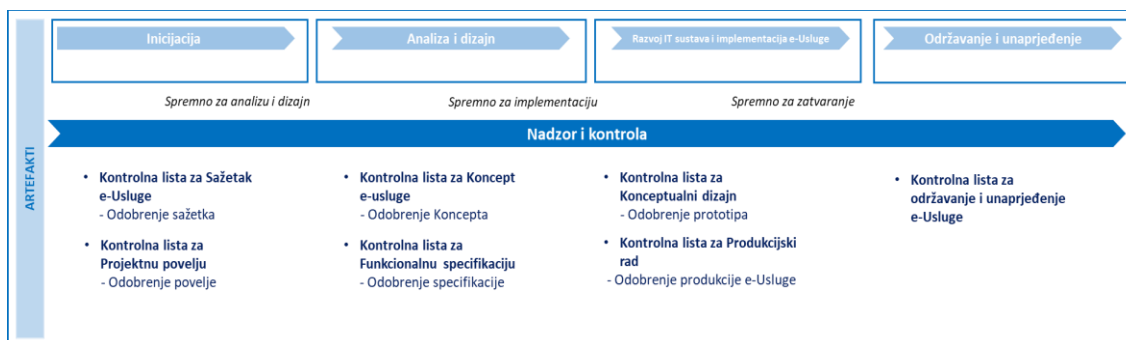 Inicijacija
Analiza i dizajn
Razvoj IT sustava i implementacija e-Usluge
Održavanje i unaprjeđenje
Spremno za analizu i dizajn
Spremno za implementaciju
Spremno za zatvaranje
Nadzor i kontrola
ARTEFAKTI
• Kontrolna lista za Sažetak
e-Usluge
- Odobrenje sažetka
• Kontrolna lista za
Projektnu povelju
- Odobrenje povelje
• Kontrolna lista za Koncept
e-usluge
- Odobrenje Koncepta
• Kontrolna lista za
Funkcionalnu specifikaciju
- Odobrenje specifikacije
• Kontrolna lista za
Konceptualni dizajn
- Odobrenje prototipa
• Kontrolna lista za Produkcijski
rad
- Odobrenje produkcije e-Usluge
• Kontrolna lista za
održavanje i unaprjeđenje
e-Usluge